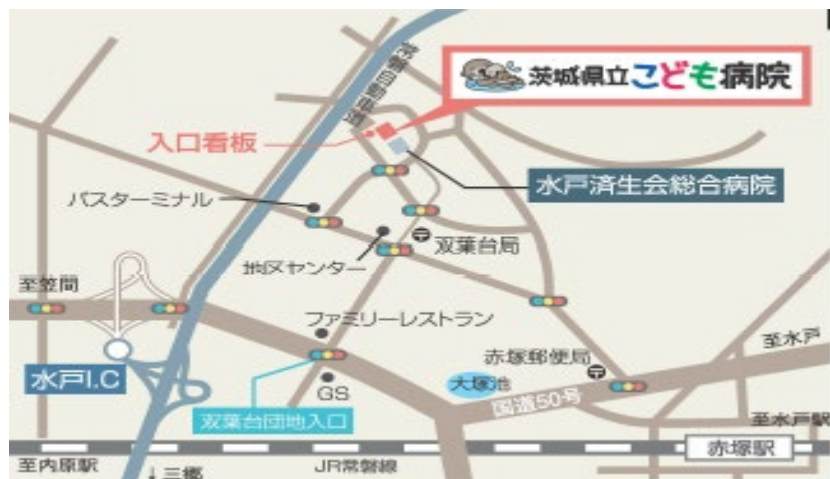 常磐自動車道
茨城県立こども病院
入口看板
水戸済生会総合病院
バスターミナル
双葉台局
地区センター
至笠間
ファミリーレストラン
至水戸
赤塚郵便局
水戸I.C
大塚池
GS
国道50号
双葉台団地入口
至水戸駅
赤塚駅
至内原駅
↓三郷
JR常磐線